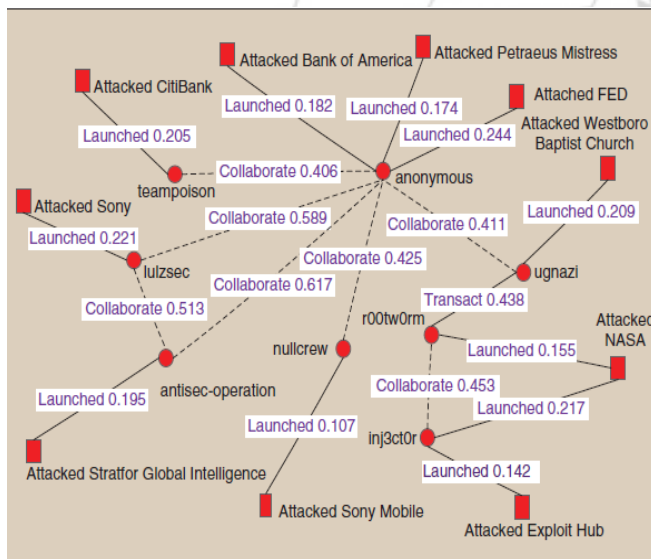 Attacked Bank of America
Attacked Petraeus Mistress
Attacked CitiBank
Attached FED
Launched 0.182
Launched 0.174
Launched 0.244
Attacked Westboro
Baptist Church
Launched 0.205
Collaborate 0.406
anonymous
teampoison
Attacked Sony
Collaborate 0.589
Collaborate 0.411
Launched 0.209
Launched 0.221
Collaborate 0.425
lulzsec
Collaborate 0.617
ugnazi
Transact 0.438
Collaborate 0.513
r00tw0rm
Attacked
NASA
nullcrew
Launched 0.155
antisec-operation
Collaborate 0.453
Launched 0.195
Launched 0.217
Launched 0.107
inj3ct0r
Attacked Stratfor Global Intelligence
Launched 0.142
Attacked Sony Mobile
Attacked Exploit Hub